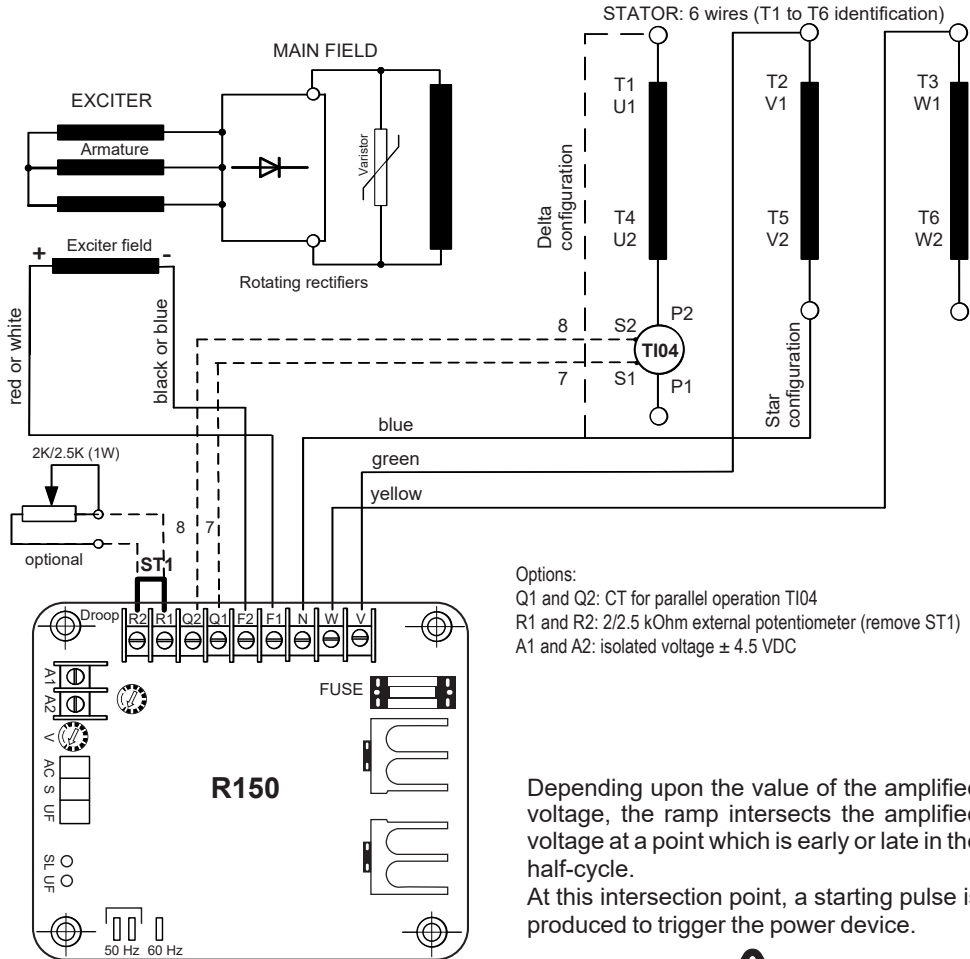 STATOR: 6 wires (T1 to T6 identification)
MAIN FIELD
EXCITER
Armature
Varistor
T1
U1
T2
V1
T3
W1
Delta
configuration
T4
U2
T5
V2
T6
W2
+ Exciter field -
Rotating rectifiers
red or white
black or blue
8 S2 P2
TI04
7 S1 P1
Star
configuration
blue
green
yellow
2K/2.5K (1W)
8 7
optional
ST1
Options:
Q1 and Q2: CT for parallel operation TI04
R1 and R2: 2/2.5 kOhm external potentiometer (remove ST1)
A1 and A2: isolated voltage ± 4.5 VDC
Droop R2 R1 Q2 Q1 F2 F1 N W V
A1
A2
FUSE
V
AC S UF
R150
SL UF
50 Hz 60 Hz
Depending upon the value of the amplified
voltage, the ramp intersects the amplified
voltage at a point which is early or late in the
half-cycle.
At this intersection point, a starting pulse is
produced to trigger the power device.